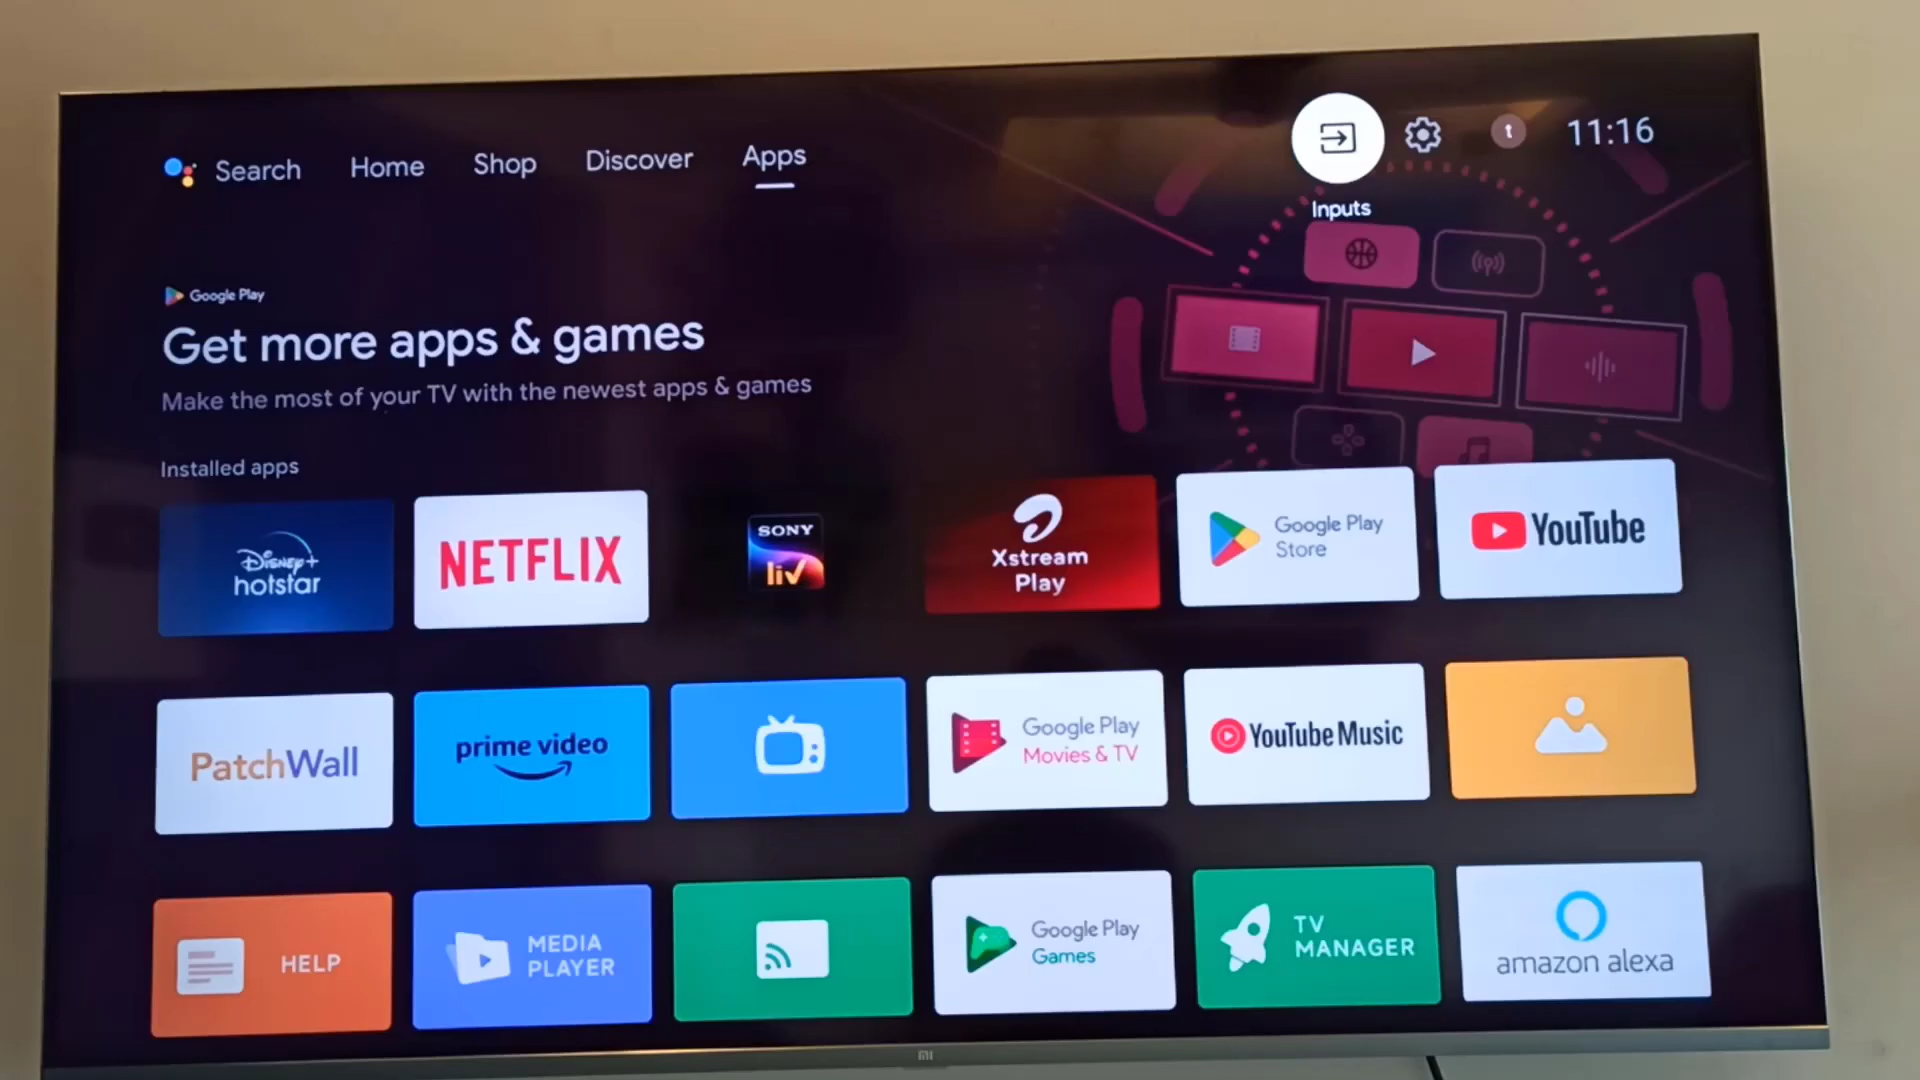 Search Home Shop Discover Apps
t 11:16
Inputs
Google Play
Get more apps & games
Make the most of your TV with the newest apps & games
Installed apps
Disney+
hotstar
NETFLIX
SONY
liv
Xstream
Play
Google Play
Store
YouTube
PatchWall
prime video
Google Play
Movies & TV
YouTube Music
HELP
MEDIA
PLAYER
Google Play
Games
TV
MANAGER
amazon alexa
mi